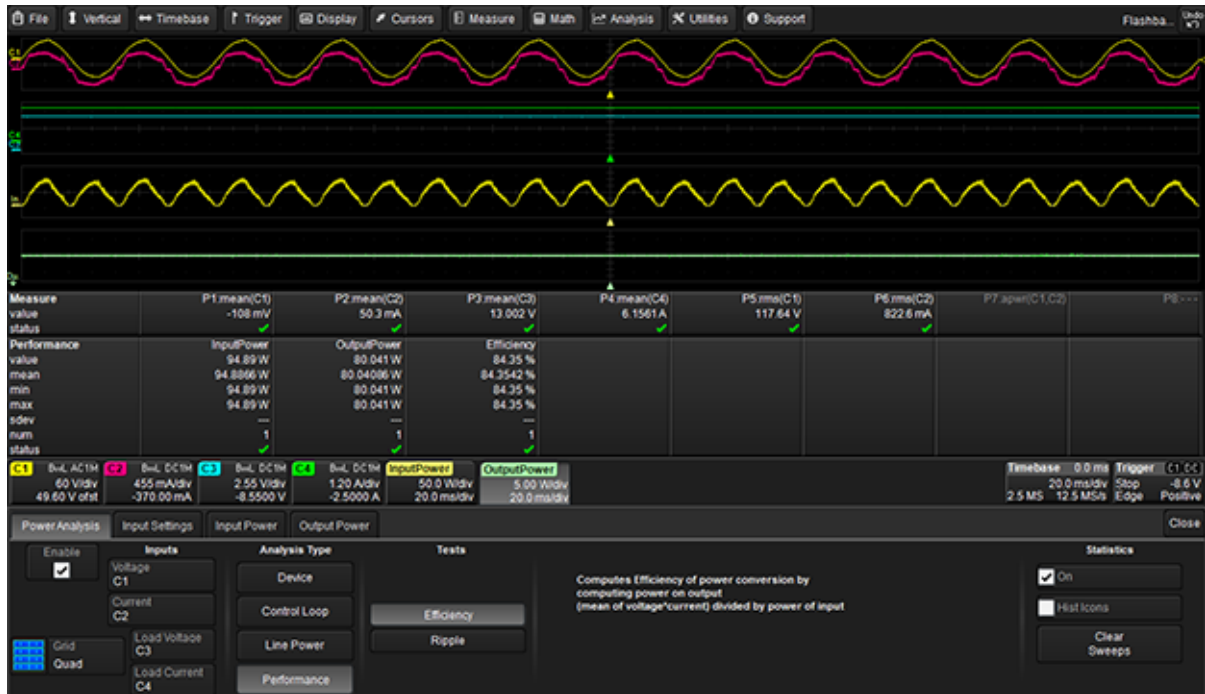 File Vertical Timebase Trigger Display Cursors Measure Math Analysis Utilities Support Flashba... Undo
C1
C4
Measure P1:mean(C1) P2:mean(C2) P3:mean(C3) P4:mean(C4) P5:rms(C1) P6:rms(C2) P7:apwr(C1,C2) P8:---
value -108 mV 50.3 mA 13.002 V 6.1561 A 117.64 V 822.6 mA
status
Performance InputPower OutputPower Efficiency
value 94.89 W 80.041 W 84.35 %
mean 94.8866 W 80.04086 W 84.3542 %
min 94.89 W 80.041 W 84.35 %
max 94.89 W 80.041 W 84.35 %
sdev --- --- ---
num 1 1 1
status
C1 BwL AC1M C2 BwL DC1M C3 BwL DC1M C4 BwL DC1M InputPower OutputPower Timebase 0.0 ms Trigger C1 DC
60 V/div 455 mA/div 2.55 V/div 1.20 A/div 50.0 W/div 5.00 W/div 20.0 ms/div Stop -8.6 V
49.60 V ofst -370.00 mA -8.5500 V -2.5000 A 20.0 ms/div 20.0 ms/div 2.5 MS 12.5 MS/s Edge Positive
Power Analysis Input Settings Input Power Output Power Close
Enable Inputs Analysis Type Tests Statistics
Voltage
C1
Device
Computes Efficiency of power conversion by
computing power on output
(mean of voltage*current) divided by power of input
On
Current
C2
Control Loop
Efficiency
Hist Icons
Grid
Quad
Load Voltage
C3
Line Power
Ripple
Clear
Sweeps
Load Current
C4
Performance